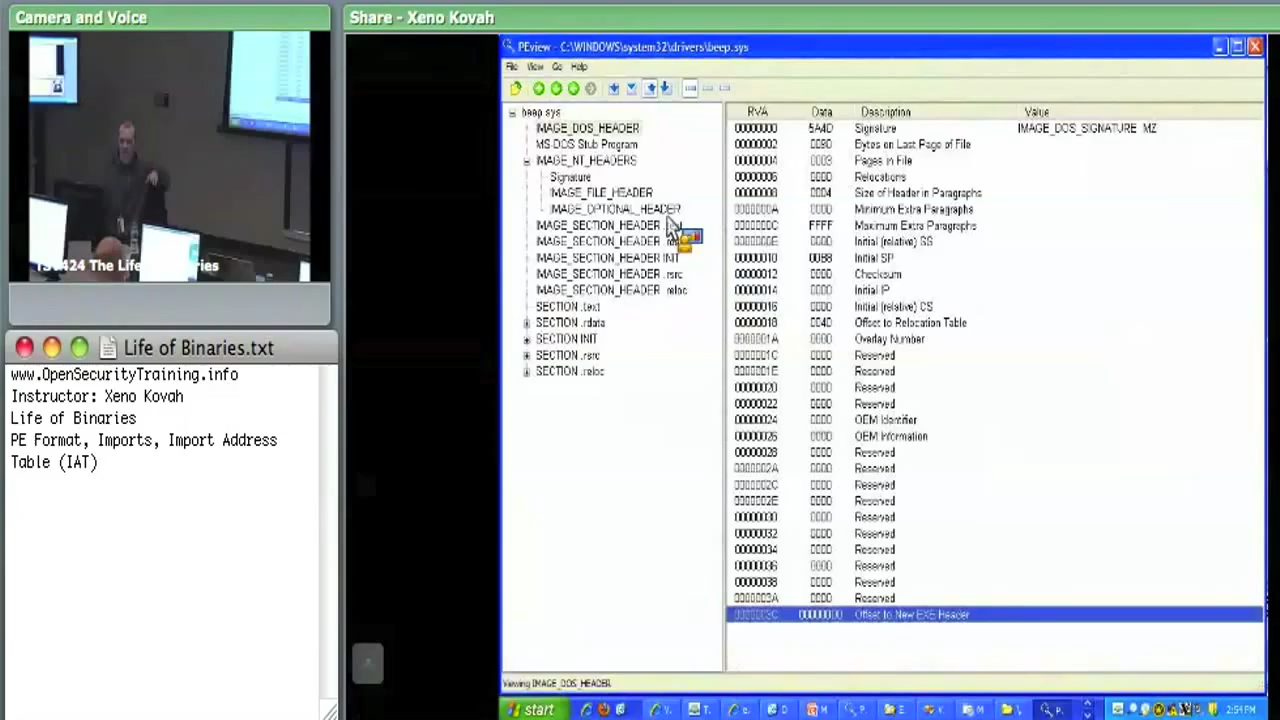 Camera and Voice
Share - Xeno Kovah
The Life
Life of Binaries.txt
www.OpenSecurityTraining.info
Instructor: Xeno Kovah
Life of Binaries
PE Format, Imports, Import Address
Table (IAT)
PEview - C:\WINDOWS\system32\drivers\beep.sys
File View Go Help
beep.sys
IMAGE_DOS_HEADER
MS-DOS Stub Program
IMAGE_NT_HEADERS
Signature
IMAGE_FILE_HEADER
IMAGE_OPTIONAL_HEADER
IMAGE_SECTION_HEADER
IMAGE_SECTION_HEADER
IMAGE_SECTION_HEADER INIT
IMAGE_SECTION_HEADER .rsrc
IMAGE_SECTION_HEADER .reloc
SECTION .text
SECTION .rdata
SECTION INIT
SECTION .rsrc
SECTION .reloc
RVA Data Description Value
00000000 5A4D Signature IMAGE_DOS_SIGNATURE MZ
00000002 0090 Bytes on Last Page of File
00000004 0003 Pages in File
00000006 0000 Relocations
00000008 0004 Size of Header in Paragraphs
0000000A 0000 Minimum Extra Paragraphs
0000000C FFFF Maximum Extra Paragraphs
0000000E 0000 Initial (relative) SS
00000010 00B8 Initial SP
00000012 0000 Checksum
00000014 0000 Initial IP
00000016 0000 Initial (relative) CS
00000018 0040 Offset to Relocation Table
0000001A 0000 Overlay Number
0000001C 0000 Reserved
0000001E 0000 Reserved
00000020 0000 Reserved
00000022 0000 Reserved
00000024 0000 OEM Identifier
00000026 0000 OEM Information
00000028 0000 Reserved
0000002A 0000 Reserved
0000002C 0000 Reserved
0000002E 0000 Reserved
00000030 0000 Reserved
00000032 0000 Reserved
00000034 0000 Reserved
00000036 0000 Reserved
00000038 0000 Reserved
0000003A 0000 Reserved
0000003C Offset to New EXE Header
Viewing IMAGE_DOS_HEADER
start
2:54 PM